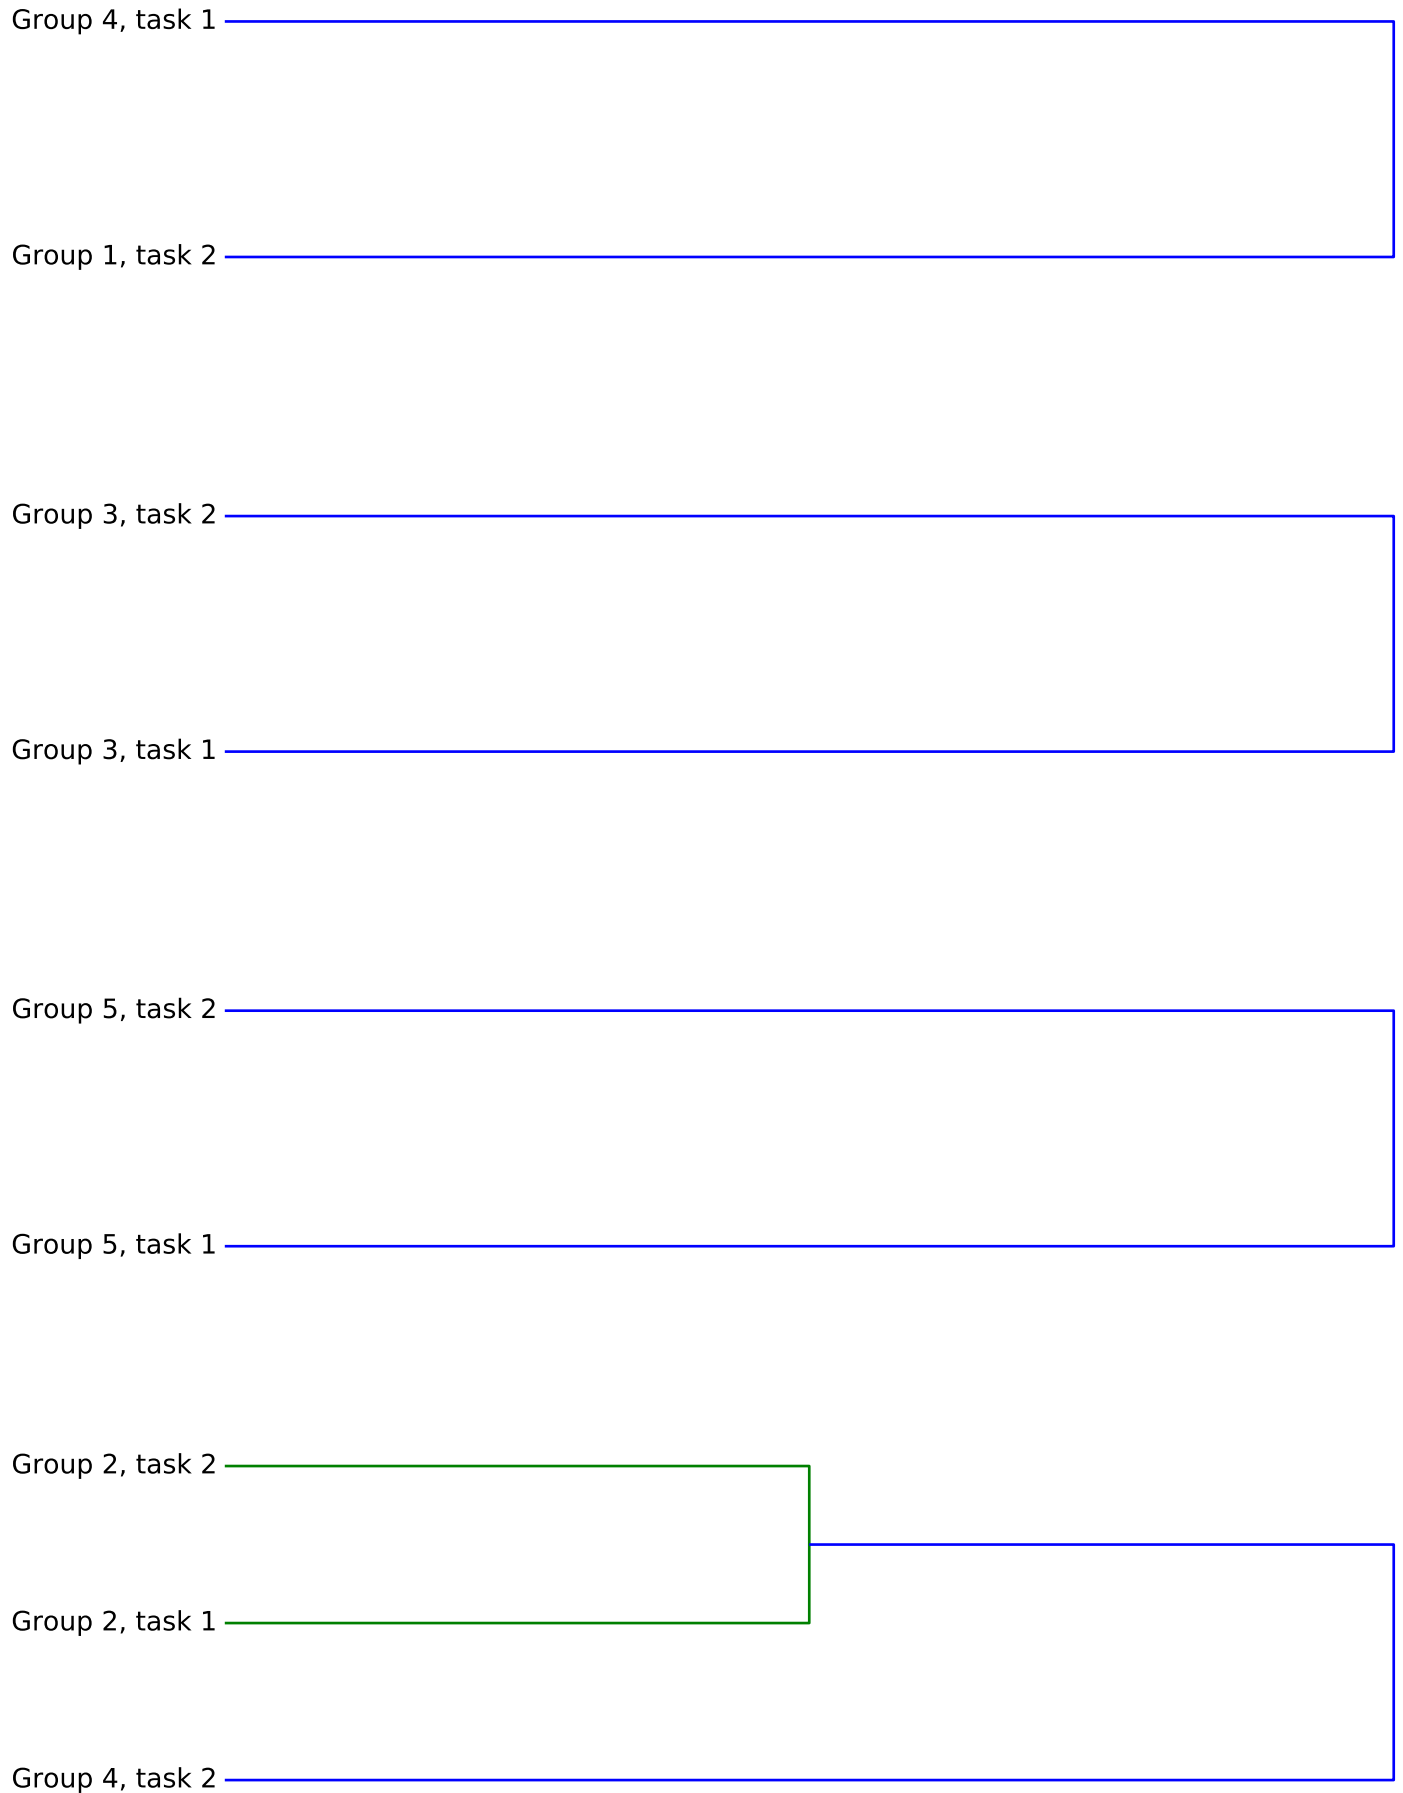 Group 4, task 1
Group 1, task 2
Group 3, task 2
Group 3, task 1
Group 5, task 2
Group 5, task 1
Group 2, task 2
Group 2, task 1
Group 4, task 2